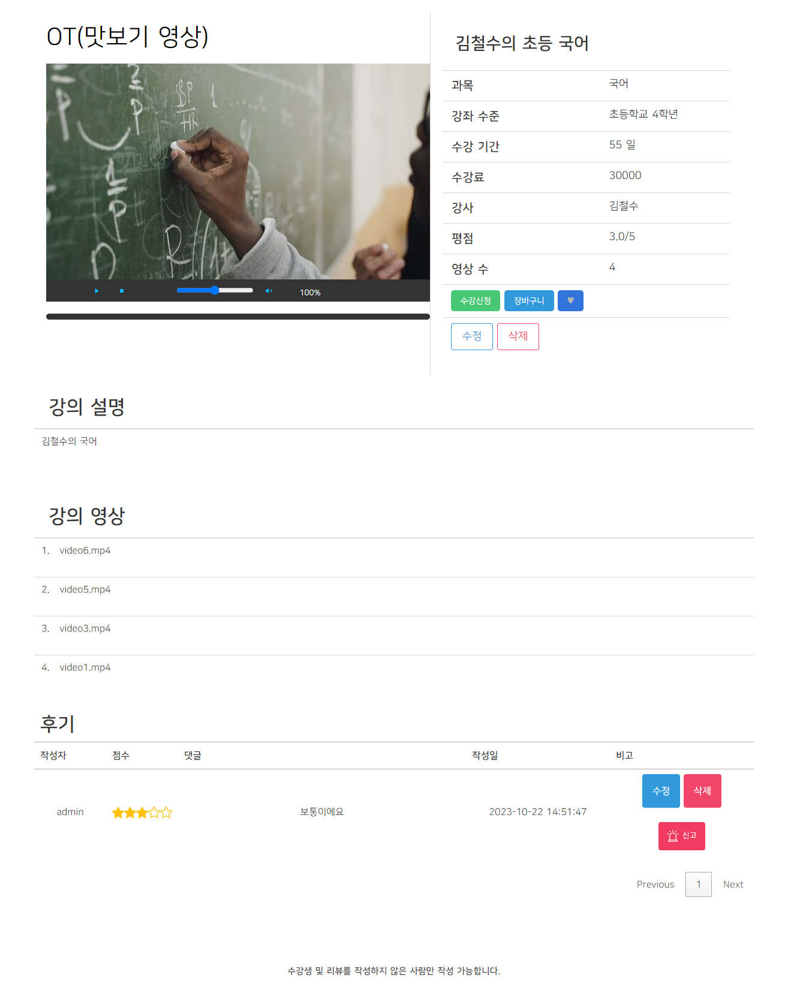 OT(맛보기 영상)
100%
김철수의 초등 국어
과목 국어
강좌 수준 초등학교 4학년
수강 기간 55 일
수강료 30000
강사 김철수
평점 3.0/5
영상 수 4
수강신청 장바구니 ♥
수정 삭제
강의 설명
김철수의 국어
강의 영상
1. video6.mp4
2. video5.mp4
3. video3.mp4
4. video1.mp4
후기
작성자 점수 댓글 작성일 비고
수정 삭제
admin ★★★☆☆ 보통이에요 2023-10-22 14:51:47
신고
Previous 1 Next
수강생 및 리뷰를 작성하지 않은 사람만 작성 가능합니다.